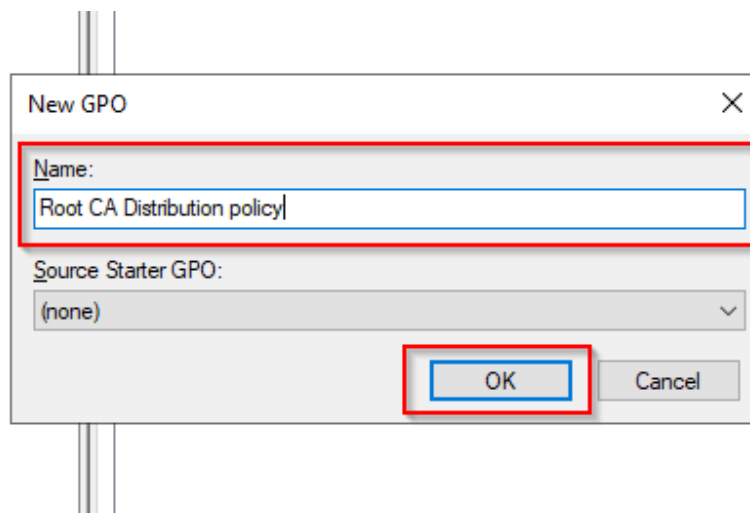 New GPO
Name:
Root CA Distribution policy
Source Starter GPO:
(none)
OK
Cancel